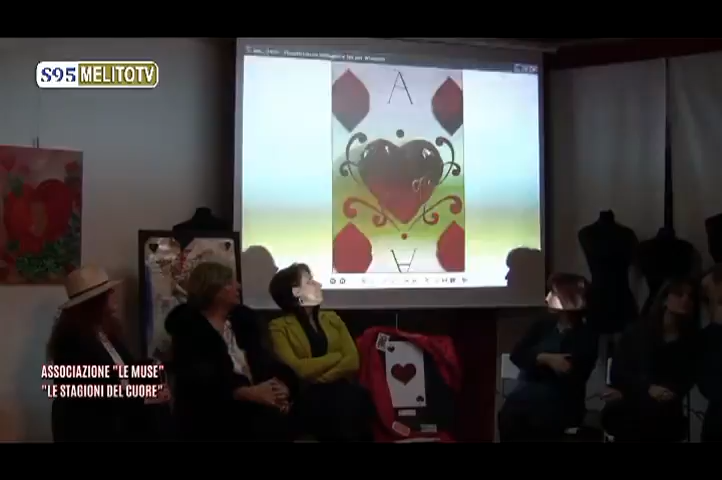 S95 MELITOTV
A
A
ASSOCIAZIONE "LE MUSE"
"LE STAGIONI DEL CUORE"